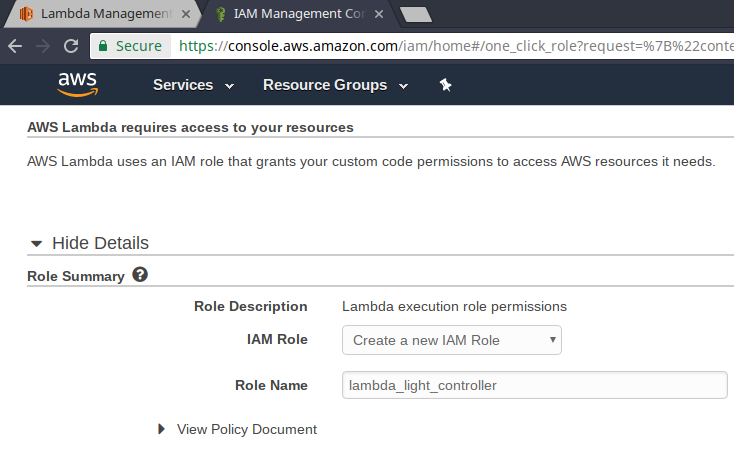 Lambda Management
IAM Management Con
Secure https://console.aws.amazon.com/iam/home#/one_click_role?request=%7B%22conte
aws Services Resource Groups
AWS Lambda requires access to your resources
AWS Lambda uses an IAM role that grants your custom code permissions to access AWS resources it needs.
Hide Details
Role Summary ?
Role Description Lambda execution role permissions
IAM Role Create a new IAM Role
Role Name lambda_light_controller
View Policy Document